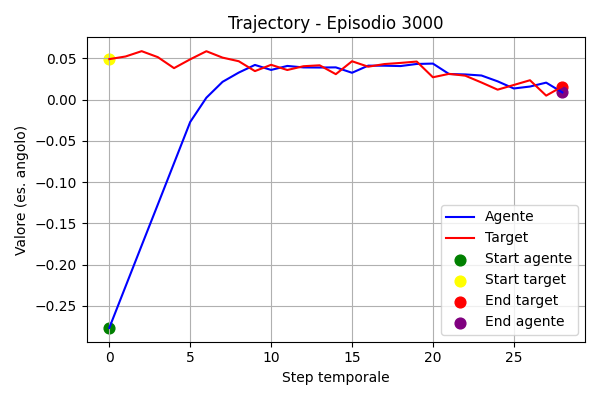 Trajectory - Episodio 3000
Valore (es. angolo)
0.05
0.00
−0.05
−0.10
−0.15
−0.20
−0.25
Agente
Target
Start agente
Start target
End target
End agente
0 5 10 15 20 25
Step temporale